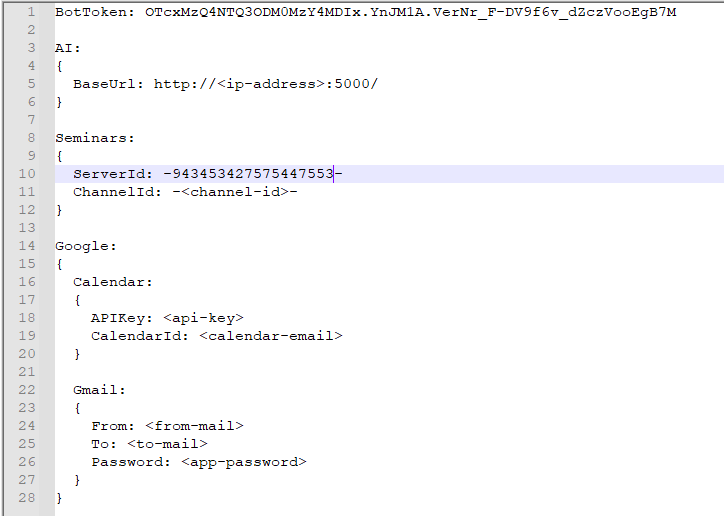 1 BotToken: OTcxMzQ4NTQ3ODM0MzY4MDIx.YnJM1A.VerNr_F-DV9f6v_dZczVooEgB7M
2
3 AI:
4 {
5 BaseUrl: http://<ip-address>:5000/
6 }
7
8 Seminars:
9 {
10 ServerId: -943453427575447553-
11 ChannelId: -<channel-id>-
12 }
13
14 Google:
15 {
16 Calendar:
17 {
18 APIKey: <api-key>
19 CalendarId: <calendar-email>
20 }
21
22 Gmail:
23 {
24 From: <from-mail>
25 To: <to-mail>
26 Password: <app-password>
27 }
28 }